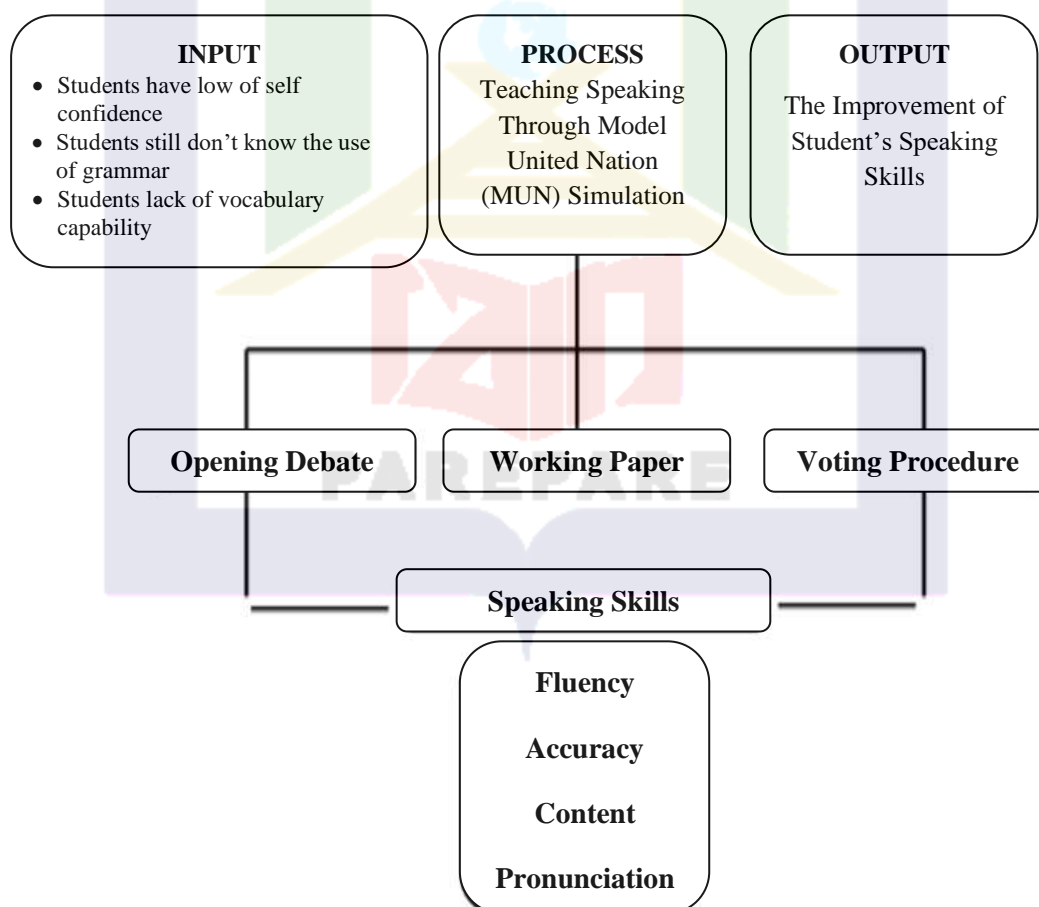 INPUT
• Students have low of self
confidence
• Students still don’t know the use
of grammar
• Students lack of vocabulary
capability
PROCESS
Teaching Speaking
Through Model
United Nation
(MUN) Simulation
OUTPUT
The Improvement of
Student’s Speaking
Skills
Opening Debate
Working Paper
Voting Procedure
PAREPARE
Speaking Skills
Fluency
Accuracy
Content
Pronunciation